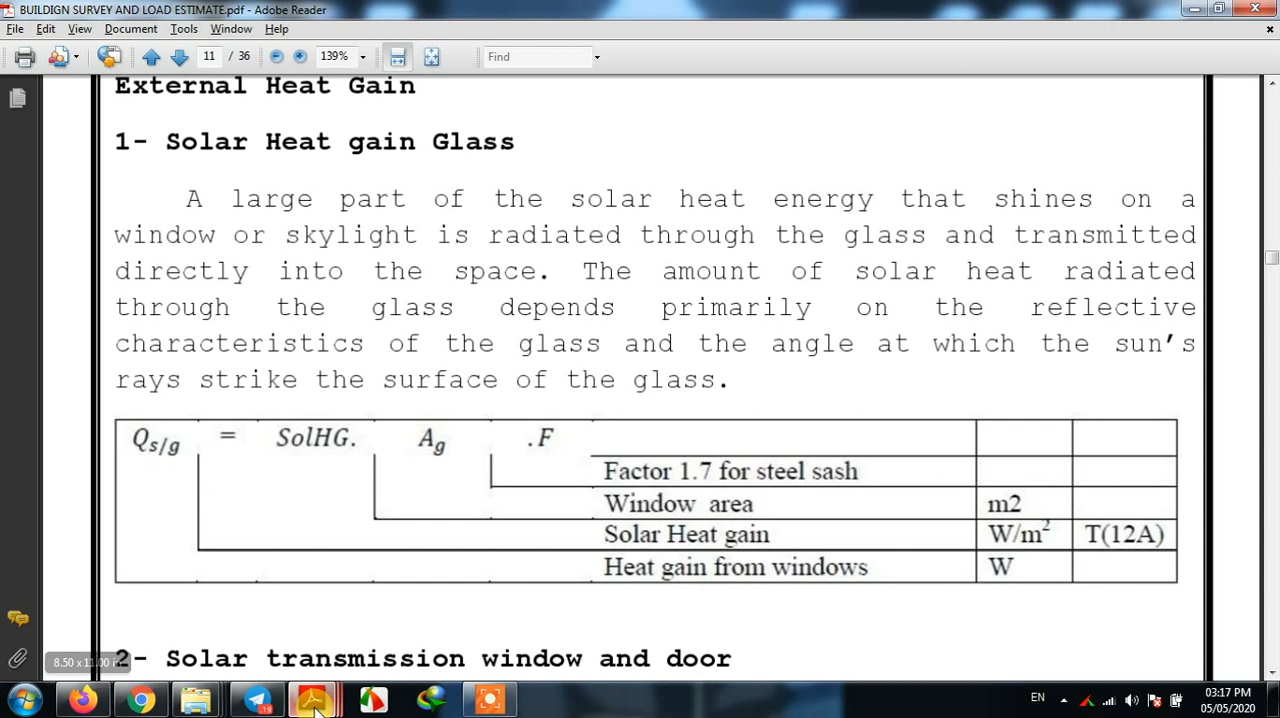 BUILDIGN SURVEY AND LOAD ESTIMATE.pdf - Adobe Reader
File Edit View Document Tools Window Help
11 / 36 139% Find
External Heat Gain
1- Solar Heat gain Glass
A large part of the solar heat energy that shines on a
window or skylight is radiated through the glass and transmitted
directly into the space. The amount of solar heat radiated
through the glass depends primarily on the reflective
characteristics of the glass and the angle at which the sun’s
rays strike the surface of the glass.
Qs/g = SolHG. Ag .F
Factor 1.7 for steel sash
Window area m2
Solar Heat gain W/m² T(12A)
Heat gain from windows W
8.50 x 11.00 in
2- Solar transmission window and door
19
EN 03:17 PM
05/05/2020